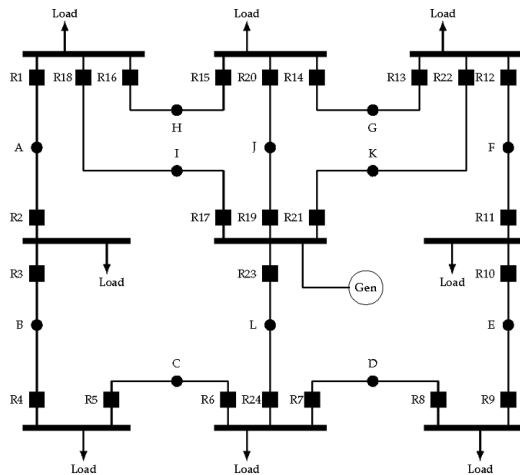 Load Load Load
R1 R18 R16 R15 R20 R14 R13 R22 R12
H G
A I J K F
R2 R17 R19 R21 R11
R3 Load R23 Gen Load R10
B L E
C D
R4 R5 R6 R24 R7 R8 R9
Load Load Load